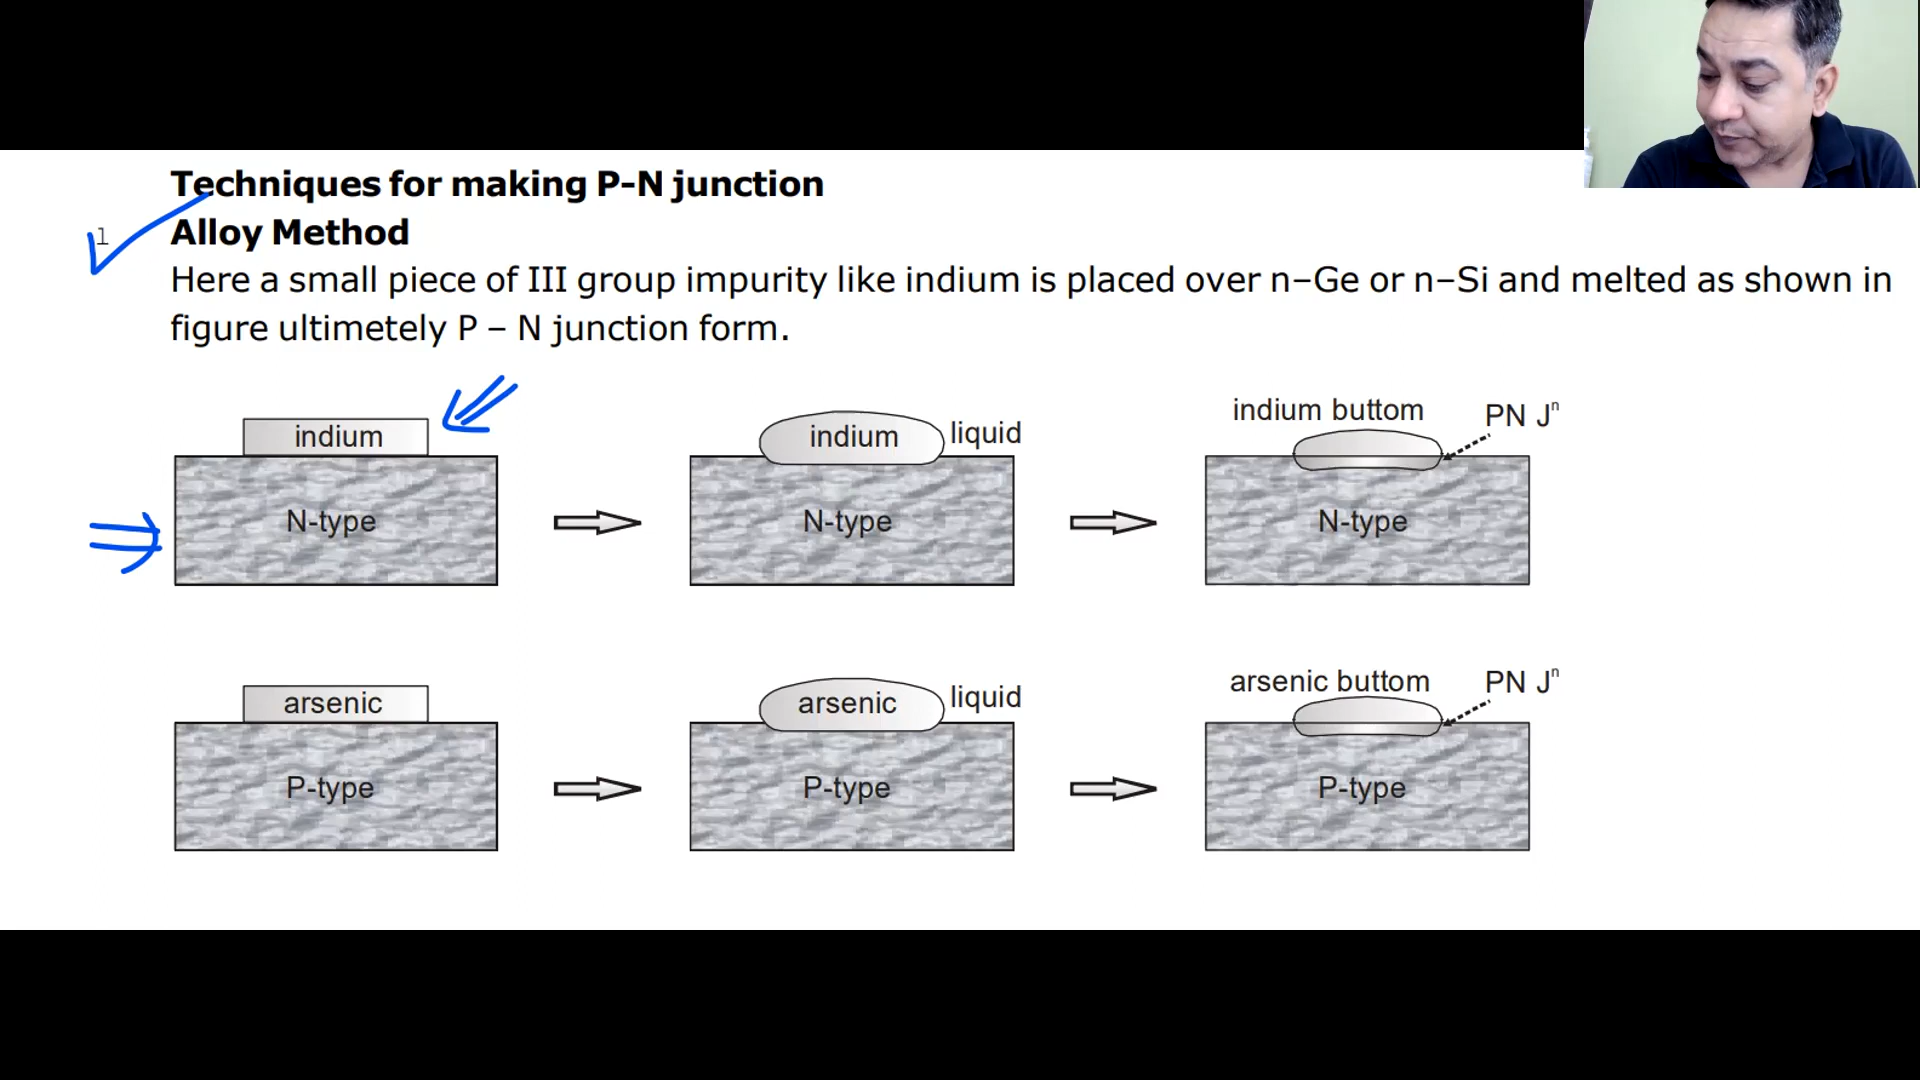 Techniques for making P-N junction
1 Alloy Method
Here a small piece of III group impurity like indium is placed over n–Ge or n–Si and melted as shown in
figure ultimetely P – N junction form.
indium
N-type
indium
liquid
N-type
indium buttom
PN Jⁿ
N-type
arsenic
P-type
arsenic
liquid
P-type
arsenic buttom
PN Jⁿ
P-type